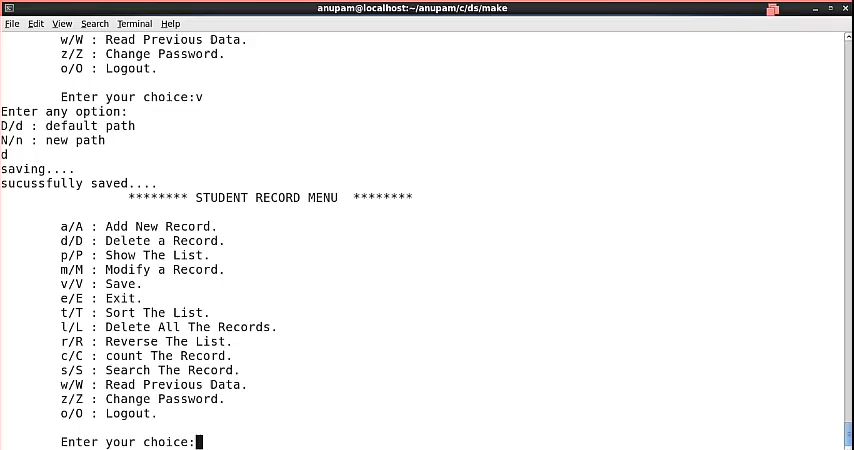 anupam@localhost:~/anupam/c/ds/make
File Edit View Search Terminal Help
w/W : Read Previous Data.
z/Z : Change Password.
o/O : Logout.
Enter your choice:v
Enter any option:
D/d : default path
N/n : new path
d
saving....
sucussfully saved....
******** STUDENT RECORD MENU ********
a/A : Add New Record.
d/D : Delete a Record.
p/P : Show The List.
m/M : Modify a Record.
v/V : Save.
e/E : Exit.
t/T : Sort The List.
l/L : Delete All The Records.
r/R : Reverse The List.
c/C : count The Record.
s/S : Search The Record.
w/W : Read Previous Data.
z/Z : Change Password.
o/O : Logout.
Enter your choice: